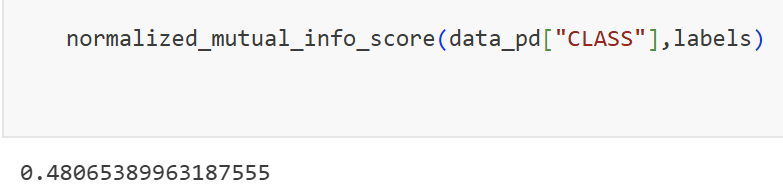 normalized_mutual_info_score(data_pd["CLASS"],labels)
0.48065389963187555